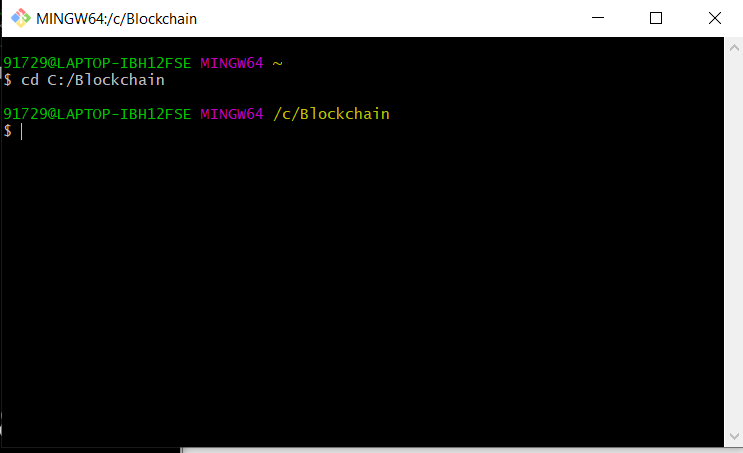 MINGW64:/c/Blockchain
91729@LAPTOP-IBH12FSE MINGW64 ~
$ cd C:/Blockchain
91729@LAPTOP-IBH12FSE MINGW64 /c/Blockchain
$